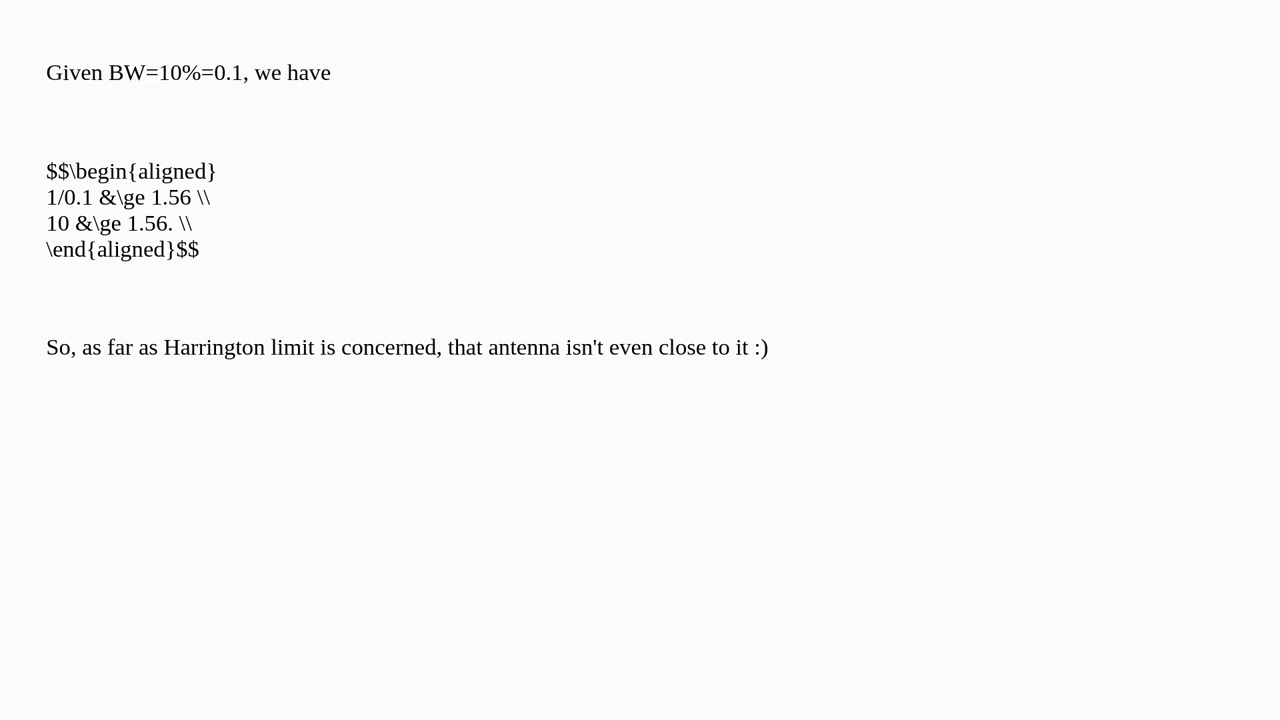 Given BW=10%=0.1, we have
$$\begin{aligned}
1/0.1 &\ge 1.56 \\
10 &\ge 1.56. \\
\end{aligned}$$
So, as far as Harrington limit is concerned, that antenna isn't even close to it :)